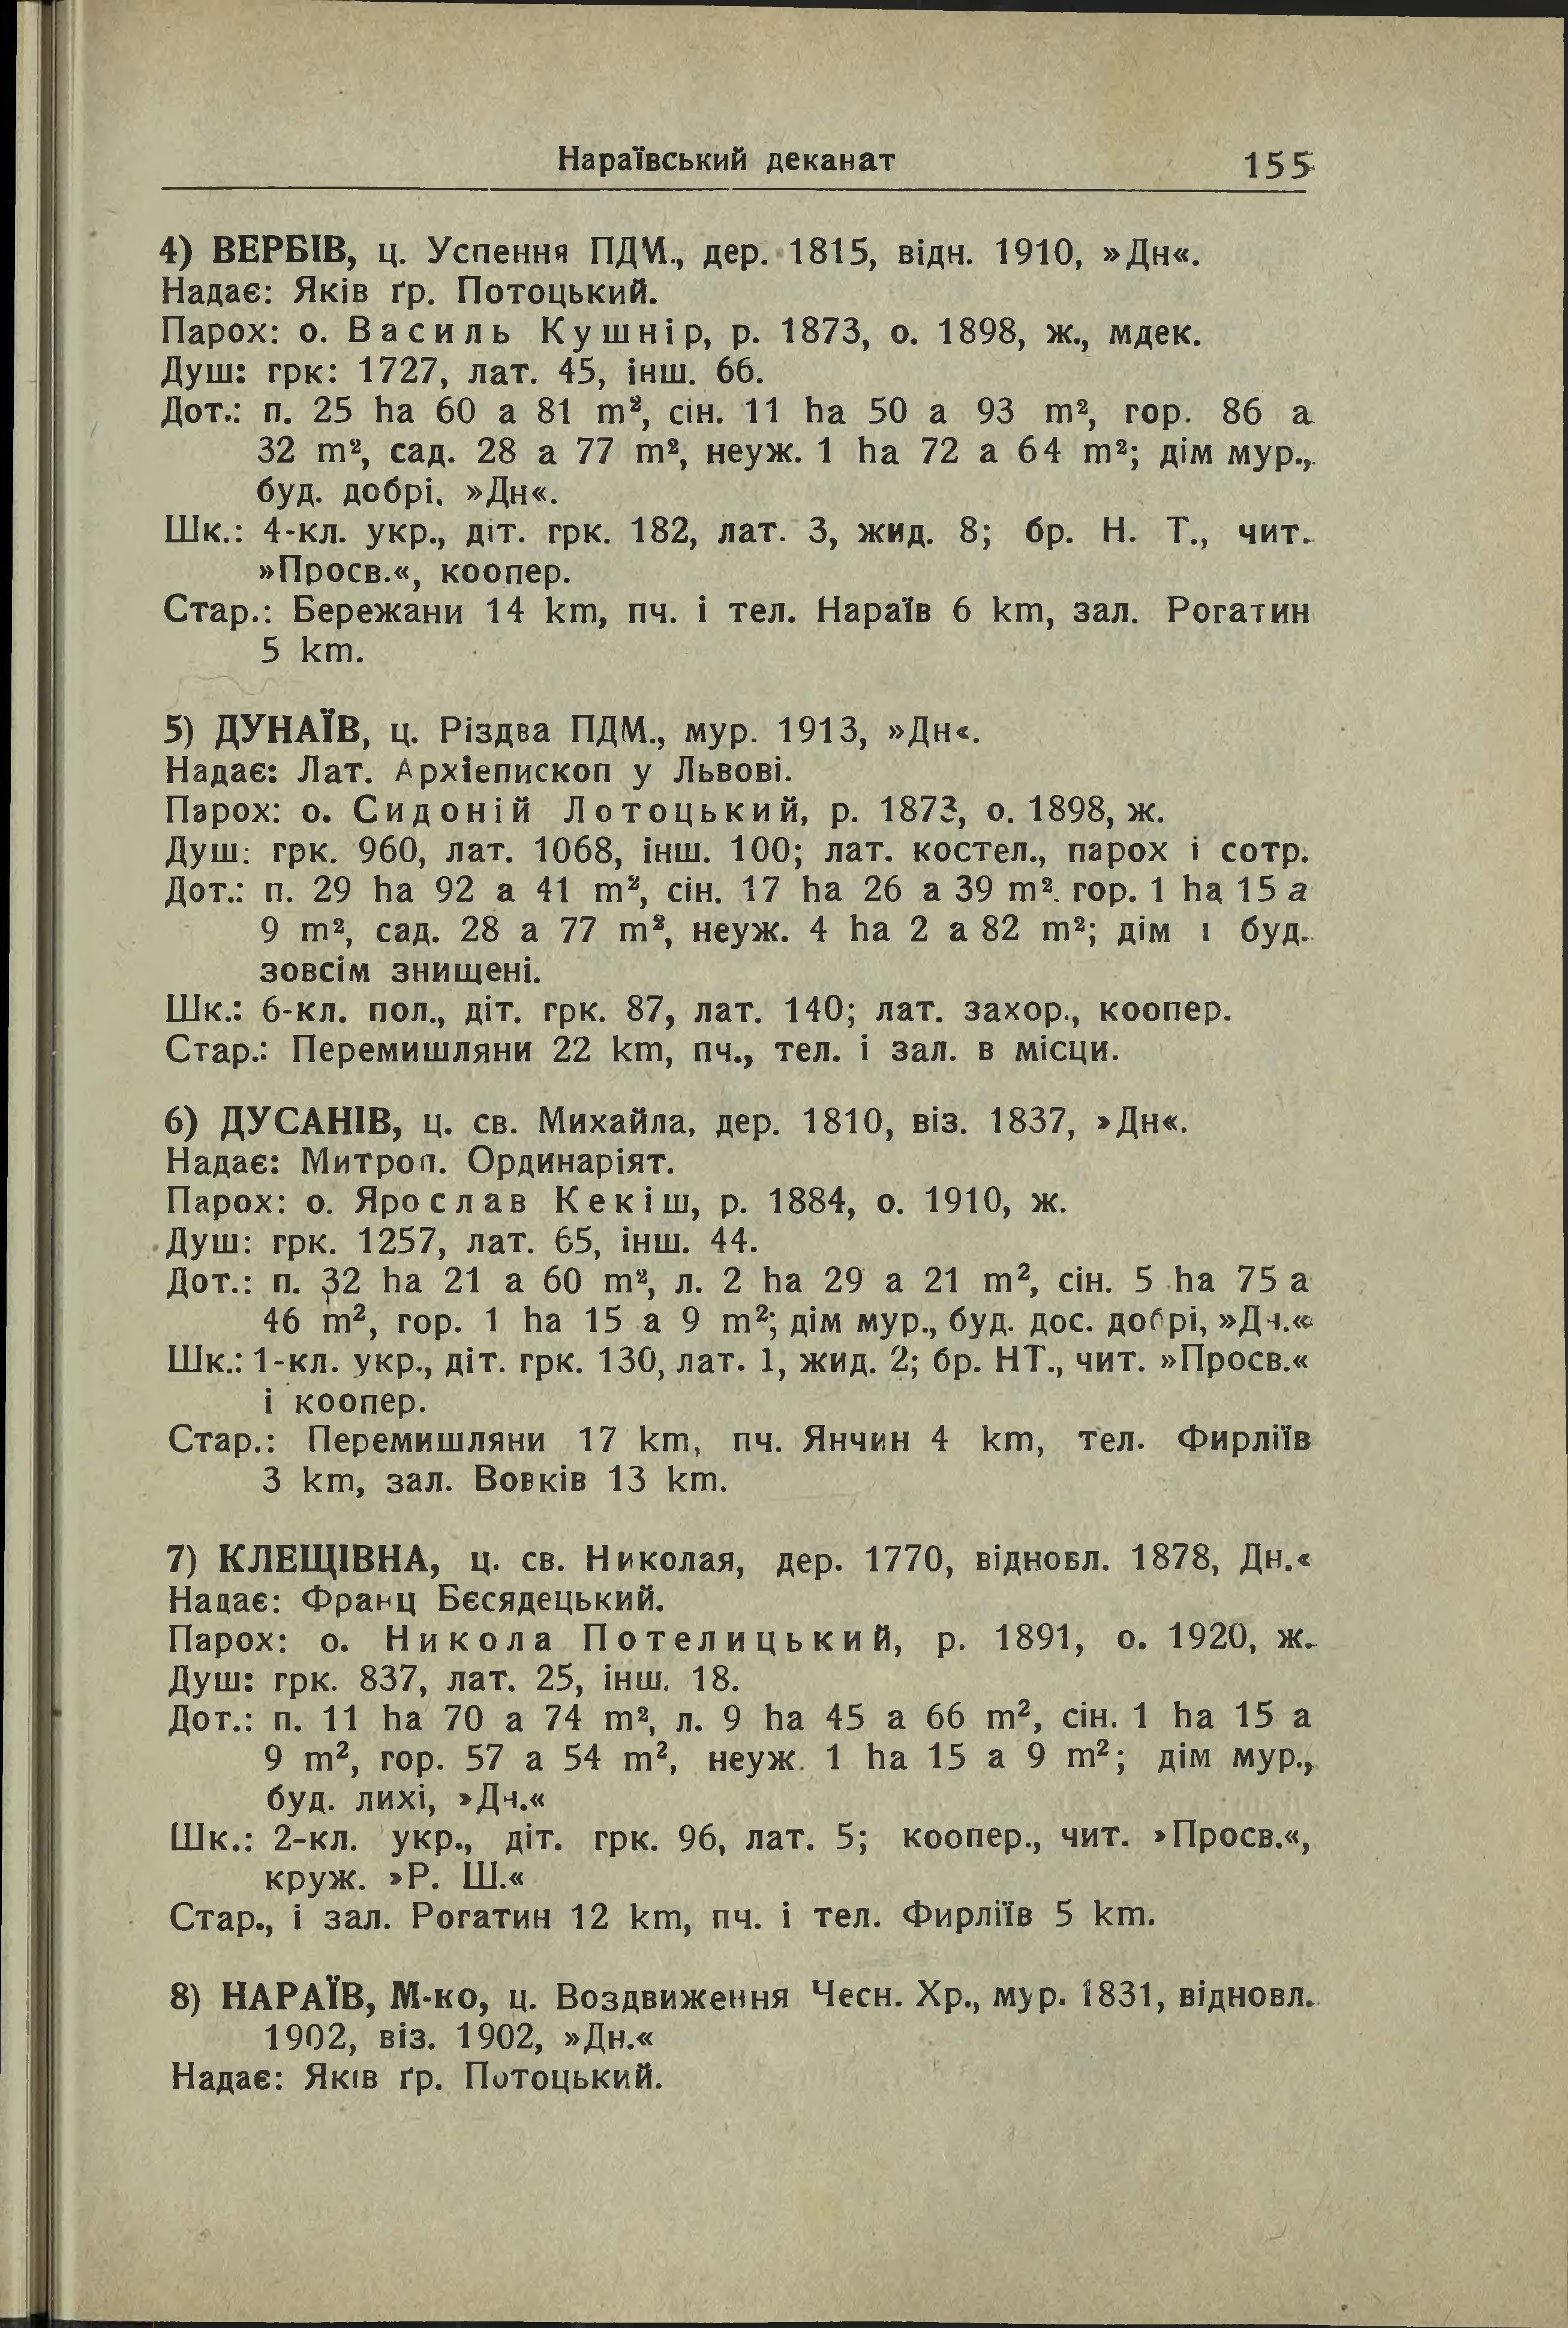 Нараївський деканат 155
4) ВЕРБІВ, ц. Успення ПДМ., дер. 1815, відн. 1910, »Дн«.
Надає: Яків ґр. Потоцький.
Парох: о. Василь Кушнір, р. 1873, о. 1898, ж., мдек.
Душ: грк: 1727, лат. 45, інш. 66.
Дот.: п. 25 ha 60 a 81 m², сін. 11 ha 50 a 93 m², гор. 86 a
32 m², сад. 28 a 77 m², неуж. 1 ha 72 a 64 m²; дім мур.,
буд. добрі. »Дн«.
Шк.: 4-кл. укр., діт. грк. 182, лат. 3, жид. 8; бр. Н. Т., чит.
»Просв.«, коопер.
Стар.: Бережани 14 km, пч. і тел. Нараїв 6 km, зал. Рогатин
5 km.
5) ДУНАЇВ, ц. Різдва ПДМ., мур. 1913, »Дн«.
Надає: Лат. Архіепископ у Львові.
Парох: о. Сидоній Лотоцький, р. 1873, о. 1898, ж.
Душ: грк. 960, лат. 1068, інш. 100; лат. костел., парох і сотр.
Дот.: п. 29 ha 92 a 41 m², сін. 17 ha 26 a 39 m². гор. 1 ha 15 a
9 m², сад. 28 a 77 m², неуж. 4 ha 2 a 82 m²; дім і буд.
зовсім знищені.
Шк.: 6-кл. пол., діт. грк. 87, лат. 140; лат. захор., коопер.
Стар.: Перемишляни 22 km, пч., тел. і зал. в місци.
6) ДУСАНІВ, ц. св. Михайла, дер. 1810, віз. 1837, »Дн«.
Надає: Митроп. Ординаріят.
Парох: о. Ярослав Кекіш, р. 1884, о. 1910, ж.
Душ: грк. 1257, лат. 65, інш. 44.
Дот.: п. 32 ha 21 a 60 m², л. 2 ha 29 a 21 m², сін. 5 ha 75 a
46 m², гор. 1 ha 15 a 9 m²; дім мур., буд. дос. добрі, »Дн.«
Шк.: 1-кл. укр., діт. грк. 130, лат. 1, жид. 2; бр. НТ., чит. »Просв.«
і коопер.
Стар.: Перемишляни 17 km, пч. Янчин 4 km, тел. Фирліїв
3 km, зал. Вовків 13 km.
7) КЛЕЩІВНА, ц. св. Николая, дер. 1770, відновл. 1878, Дн.«
Надає: Франц Бєсядецький.
Парох: о. Никола Потелицький, р. 1891, о. 1920, ж.
Душ: грк. 837, лат. 25, інш. 18.
Дот.: п. 11 ha 70 a 74 m², л. 9 ha 45 a 66 m², сін. 1 ha 15 a
9 m², гор. 57 a 54 m², неуж. 1 ha 15 a 9 m²; дім мур.,
буд. лихі, »Дн.«
Шк.: 2-кл. укр., діт. грк. 96, лат. 5; коопер., чит. »Просв.«,
круж. »Р. Ш.«
Стар., і зал. Рогатин 12 km, пч. і тел. Фирліїв 5 km.
8) НАРАЇВ, М-ко, ц. Воздвиження Чесн. Хр., мур. 1831, відновл.
1902, віз. 1902, »Дн.«
Надає: Яків ґр. Потоцький.